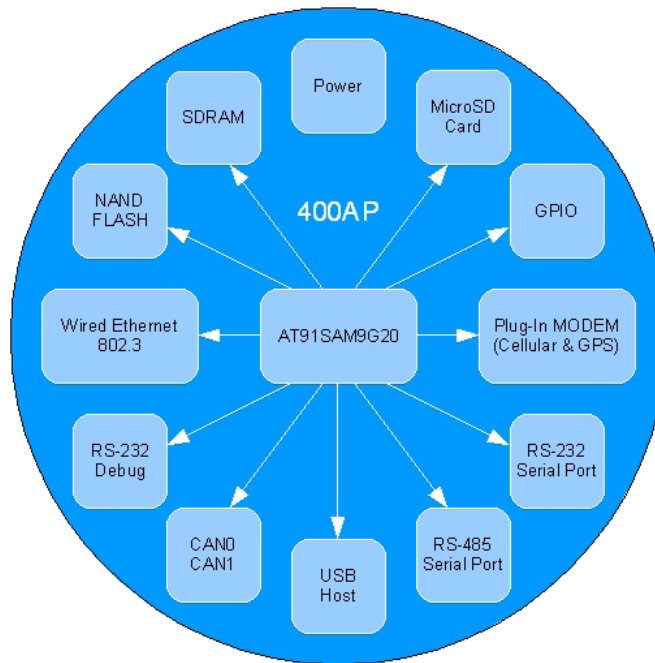 Power
SDRAM
MicroSD
Card
NAND
FLASH
400AP
GPIO
Wired Ethernet
802.3
AT91SAM9G20
Plug-In MODEM
(Cellular & GPS)
RS-232
Debug
RS-232
Serial Port
CAN0
CAN1
USB
Host
RS-485
Serial Port